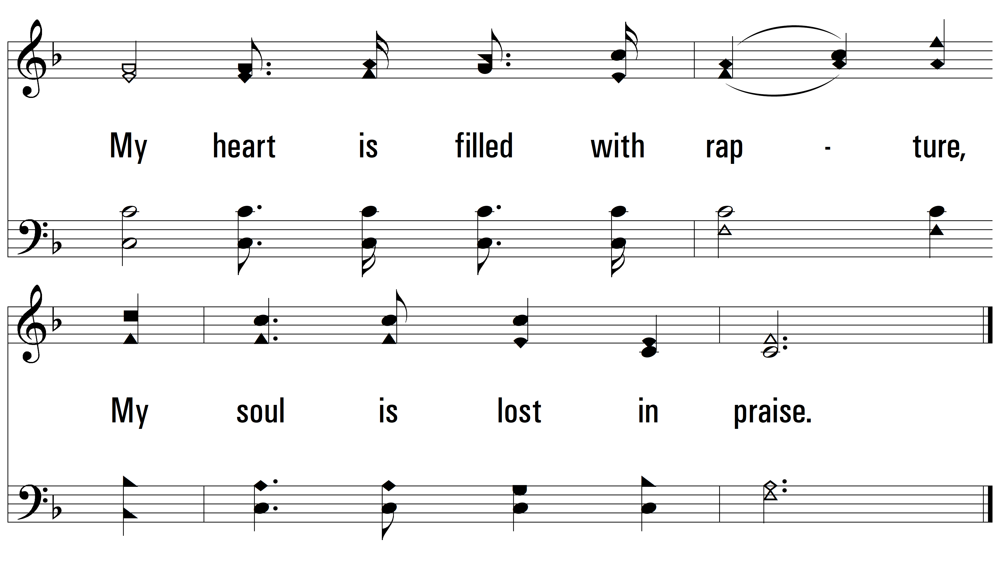 My heart is filled with rap - ture,
My soul is lost in praise.